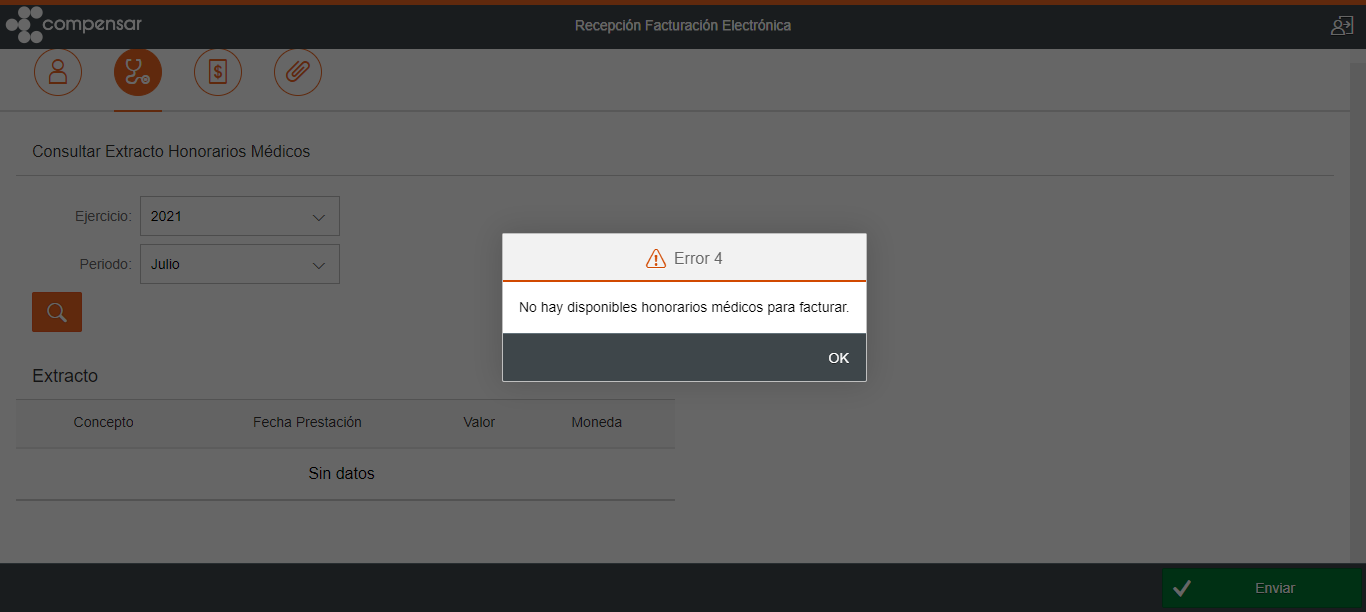 compensar
Recepción Facturación Electrónica
$
Consultar Extracto Honorarios Médicos
Ejercicio: 2021
Periodo: Julio
Error 4
No hay disponibles honorarios médicos para facturar.
OK
Extracto
Concepto Fecha Prestación Valor Moneda
Sin datos
Enviar